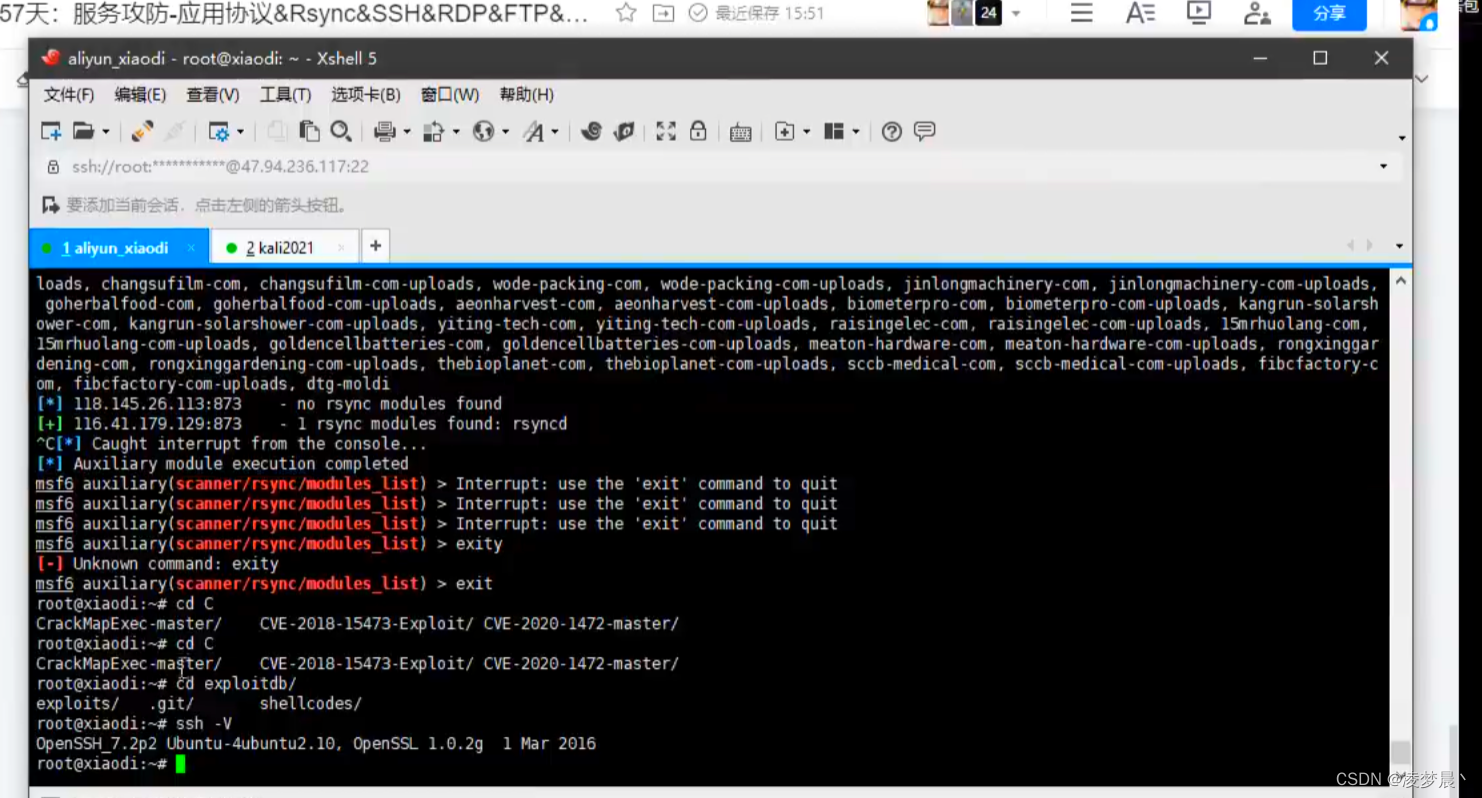 57天：服务攻防-应用协议&Rsync&SSH&RDP&FTP&...
最近保存 15:51
24
分享
aliyun_xiaodi - root@xiaodi: ~ - Xshell 5
文件(F) 编辑(E) 查看(V) 工具(T) 选项卡(B) 窗口(W) 帮助(H)
ssh://root:***********@47.94.236.117:22
要添加当前会话，点击左侧的箭头按钮。
1 aliyun_xiaodi × 2 kali2021 × +
loads, changsufilm-com, changsufilm-com-uploads, wode-packing-com, wode-packing-com-uploads, jinlongmachinery-com, jinlongmachinery-com-uploads,
goherbalfood-com, goherbalfood-com-uploads, aeonharvest-com, aeonharvest-com-uploads, biometerpro-com, biometerpro-com-uploads, kangrun-solarsh
ower-com, kangrun-solarshower-com-uploads, yiting-tech-com, yiting-tech-com-uploads, raisingelec-com, raisingelec-com-uploads, 15mrhuolang-com,
15mrhuolang-com-uploads, goldencellbatteries-com, goldencellbatteries-com-uploads, meaton-hardware-com, meaton-hardware-com-uploads, rongxinggar
dening-com, rongxinggardening-com-uploads, thebioplanet-com, thebioplanet-com-uploads, sccb-medical-com, sccb-medical-com-uploads, fibcfactory-c
om, fibcfactory-com-uploads, dtg-moldi
[*] 118.145.26.113:873 - no rsync modules found
[+] 116.41.179.129:873 - 1 rsync modules found: rsyncd
^C[*] Caught interrupt from the console...
[*] Auxiliary module execution completed
msf6 auxiliary(scanner/rsync/modules_list) > Interrupt: use the 'exit' command to quit
msf6 auxiliary(scanner/rsync/modules_list) > Interrupt: use the 'exit' command to quit
msf6 auxiliary(scanner/rsync/modules_list) > Interrupt: use the 'exit' command to quit
msf6 auxiliary(scanner/rsync/modules_list) > exity
[-] Unknown command: exity
msf6 auxiliary(scanner/rsync/modules_list) > exit
root@xiaodi:~# cd C
CrackMapExec-master/ CVE-2018-15473-Exploit/ CVE-2020-1472-master/
root@xiaodi:~# cd C
CrackMapExec-master/ CVE-2018-15473-Exploit/ CVE-2020-1472-master/
root@xiaodi:~# cd exploitdb/
exploits/ .git/ shellcodes/
root@xiaodi:~# ssh -V
OpenSSH_7.2p2 Ubuntu-4ubuntu2.10, OpenSSL 1.0.2g 1 Mar 2016
root@xiaodi:~#
CSDN @凌梦晨丶